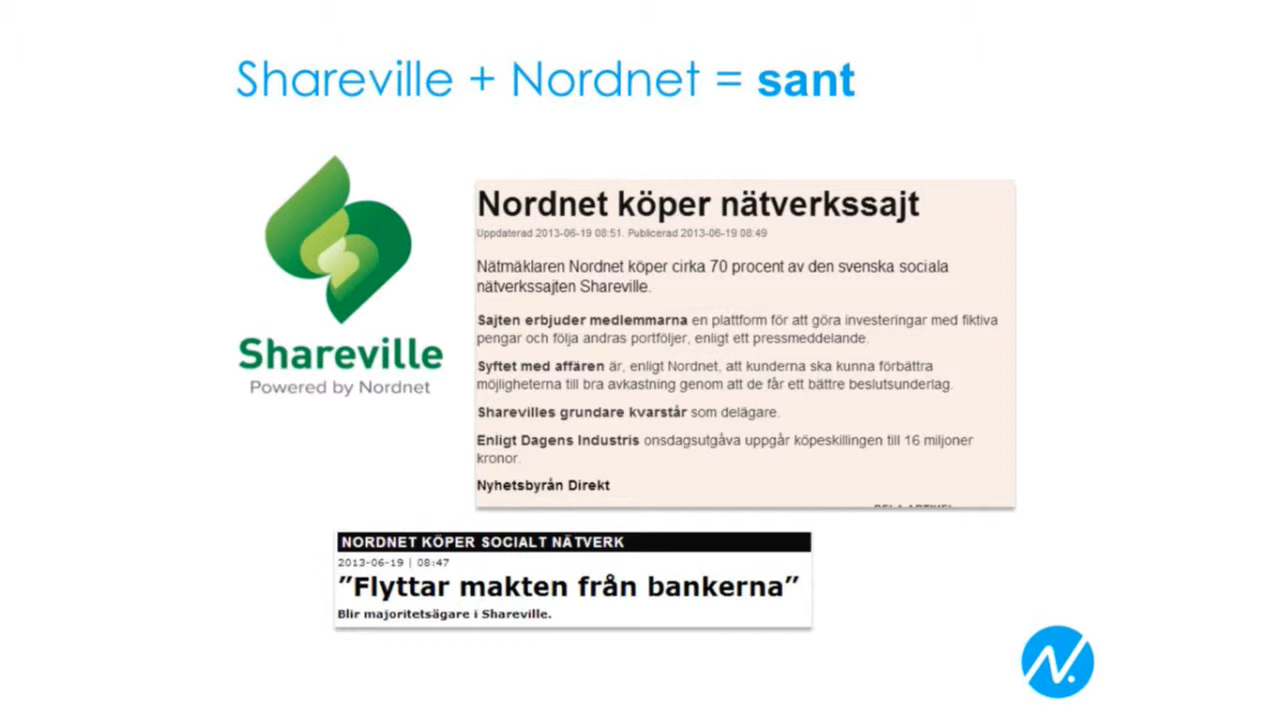 Shareville + Nordnet = sant
Shareville
Powered by Nordnet
Nordnet köper nätverkssajt
Uppdaterad 2013-06-19 08:51. Publicerad 2013-06-19 08:49
Nätmäklaren Nordnet köper cirka 70 procent av den svenska sociala
nätverkssajten Shareville.
Sajten erbjuder medlemmarna en plattform för att göra investeringar med fiktiva
pengar och följa andras portföljer, enligt ett pressmeddelande.
Syftet med affären är, enligt Nordnet, att kunderna ska kunna förbättra
möjligheterna till bra avkastning genom att de får ett bättre beslutsunderlag.
Sharevilles grundare kvarstår som delägare.
Enligt Dagens Industris onsdagsutgåva uppgår köpeskillingen till 16 miljoner
kronor.
Nyhetsbyrån Direkt
NORDNET KÖPER SOCIALT NÄTVERK
2013-06-19 | 08:47
”Flyttar makten från bankerna”
Blir majoritetsägare i Shareville.
N.